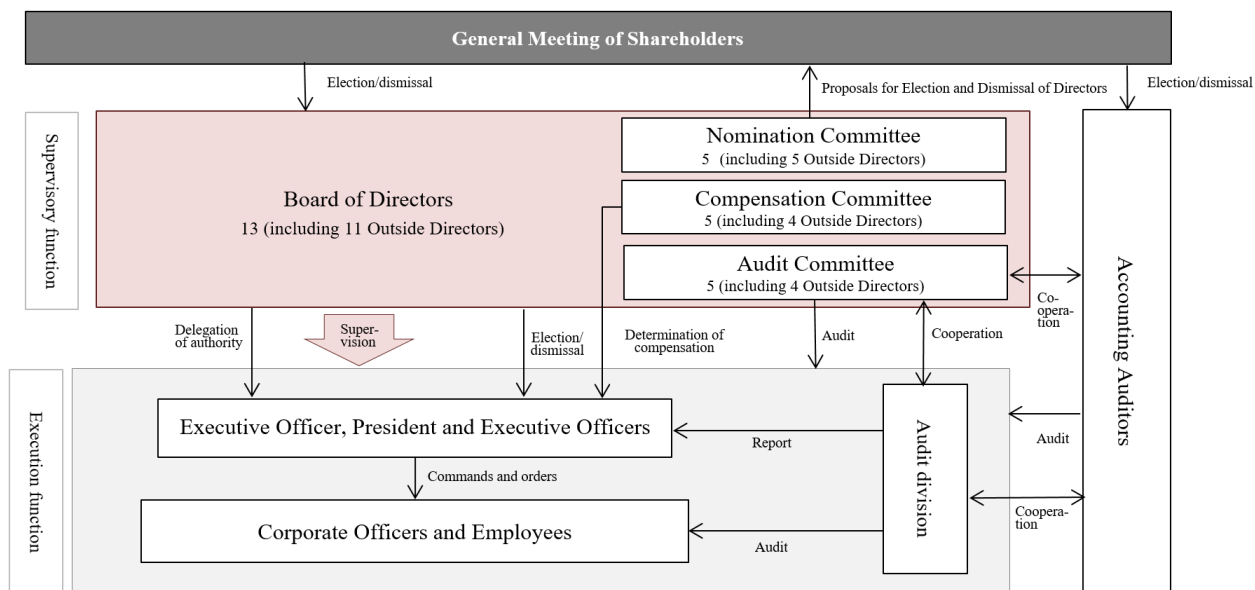 General Meeting of Shareholders
Election/dismissal
Proposals for Election and Dismissal of Directors
Election/dismissal
Supervisory function
Board of Directors
13 (including 11 Outside Directors)
Nomination Committee
5 (including 5 Outside Directors)
Compensation Committee
5 (including 4 Outside Directors)
Audit Committee
5 (including 4 Outside Directors)
Co-
opera-
tion
Accounting Auditors
Delegation
of authority
Super-
vision
Election/
dismissal
Determination of
compensation
Audit
Cooperation
Execution function
Executive Officer, President and Executive Officers
Report
Audit division
Audit
Commands and orders
Corporate Officers and Employees
Audit
Coopera-
tion